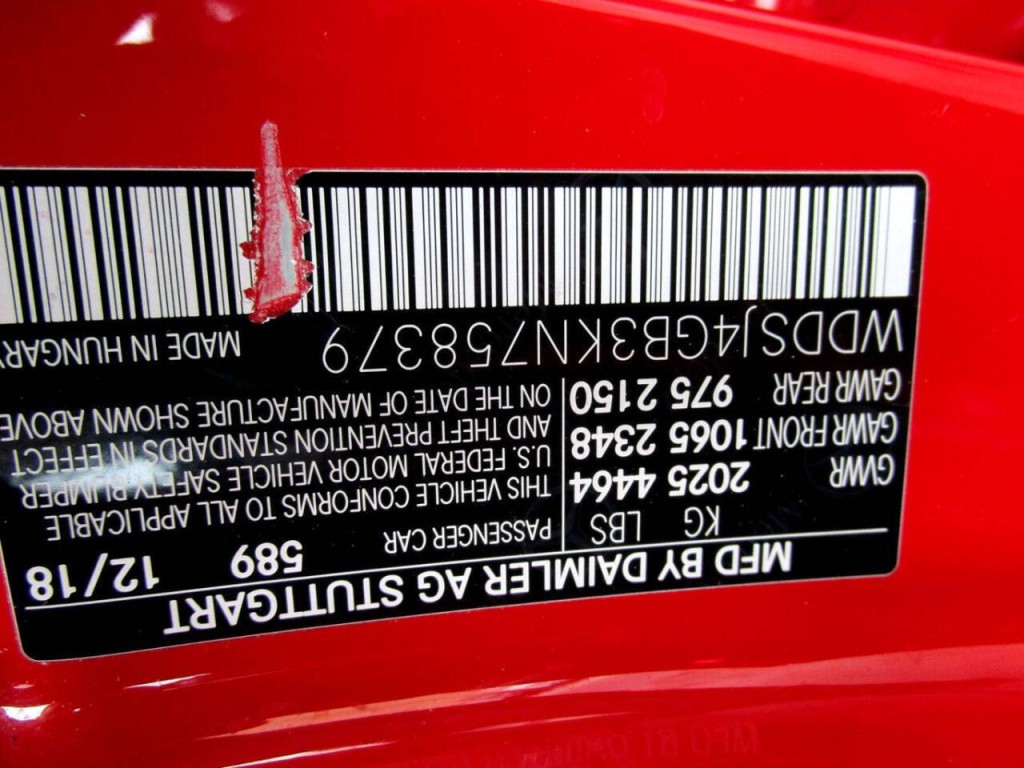 MFD BY DAIMLER AG STUTTGART
KG LBS
GVWR 2025 4464
GAWR FRONT 1065 2348
GAWR REAR 975 2150
PASSENGER CAR 589 12/18
THIS VEHICLE CONFORMS TO ALL APPLICABLE
U.S. FEDERAL MOTOR VEHICLE SAFETY BUMPER
AND THEFT PREVENTION STANDARDS IN EFFECT
ON THE DATE OF MANUFACTURE SHOWN ABOVE
WDDSJ4GB3KN758379
MADE IN HUNGARY